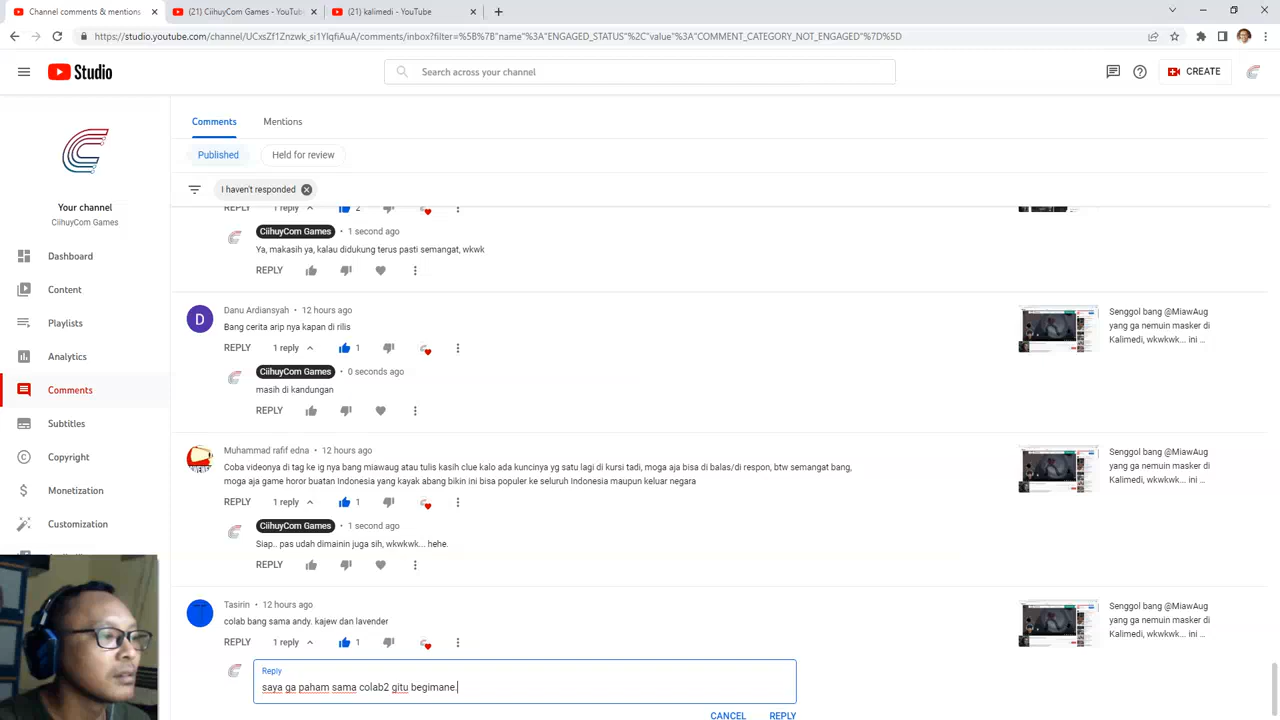 Channel comments & mentions
(21) CiihuyCom Games - YouTub
(21) kalimedi - YouTube
https://studio.youtube.com/channel/UCxsZf1Znzwk_si1YlqfiAuA/comments/inbox?filter=%5B%7B"name"%3A"ENGAGED_STATUS"%2C"value"%3A"COMMENT_CATEGORY_NOT_ENGAGED"%7D%5D
Studio
Search across your channel
CREATE
Your channel
CiihuyCom Games
Dashboard
Content
Playlists
Analytics
Comments
Subtitles
Copyright
Monetization
Customization
Comments Mentions
Published Held for review
I haven't responded
REPLY 1 reply 2
CiihuyCom Games • 1 second ago
Ya, makasih ya, kalau didukung terus pasti semangat, wkwk
REPLY
D
Danu Ardiansyah • 12 hours ago
Bang cerita arip nya kapan di rilis
REPLY 1 reply 1
CiihuyCom Games • 0 seconds ago
masih di kandungan
REPLY
Senggol bang @MiawAug
yang ga nemuin masker di
Kalimedi, wkwkwk... ini ...
Muhammad rafif edna • 12 hours ago
Coba videonya di tag ke ig nya bang miawaug atau tulis kasih clue kalo ada kuncinya yg satu lagi di kursi tadi, moga aja bisa di balas/di respon, btw semangat bang,
moga aja game horor buatan Indonesia yang kayak abang bikin ini bisa populer ke seluruh Indonesia maupun keluar negara
REPLY 1 reply 1
CiihuyCom Games • 1 second ago
Siap.. pas udah dimainin juga sih, wkwkwk... hehe.
REPLY
Senggol bang @MiawAug
yang ga nemuin masker di
Kalimedi, wkwkwk... ini ...
Tasirin • 12 hours ago
colab bang sama andy. kajew dan lavender
REPLY 1 reply 1
Reply
saya ga paham sama colab2 gitu begimane.
CANCEL REPLY
Senggol bang @MiawAug
yang ga nemuin masker di
Kalimedi, wkwkwk... ini ...